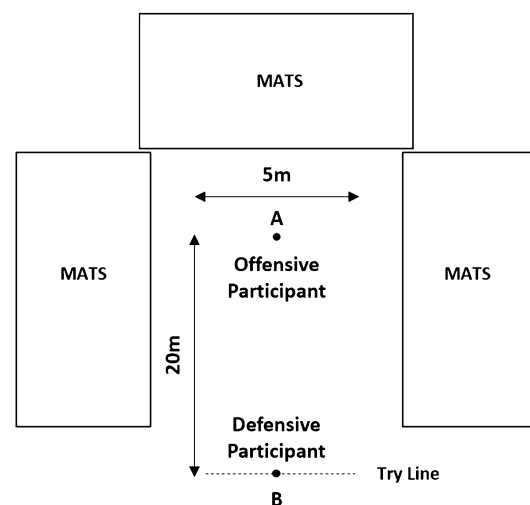 MATS
5m
A
Offensive
Participant
MATS
MATS
20m
Defensive
Participant
Try Line
B